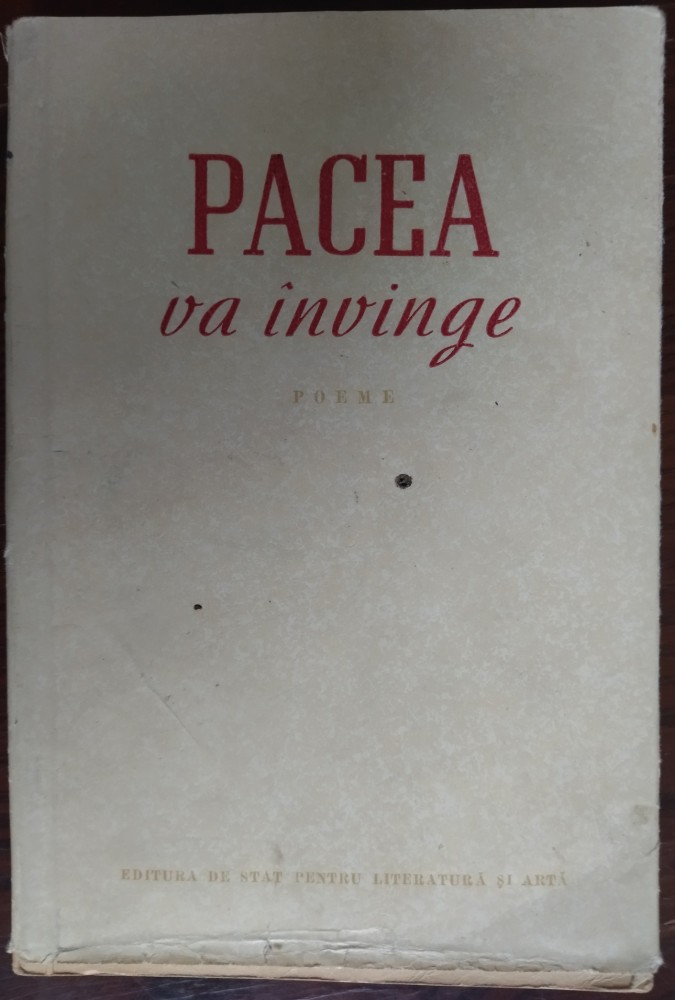 PACEA
va învinge
POEME
EDITURA DE STAT PENTRU LITERATURĂ ȘI ARTĂ